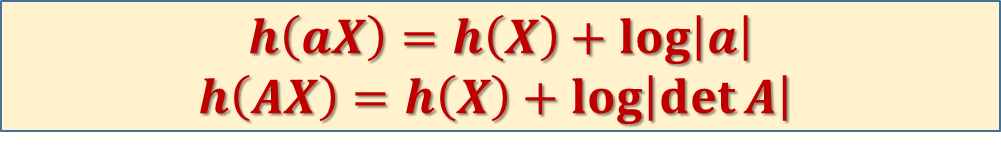 h(aX) = h(X) + log|a|
h(AX) = h(X) + log|det A|